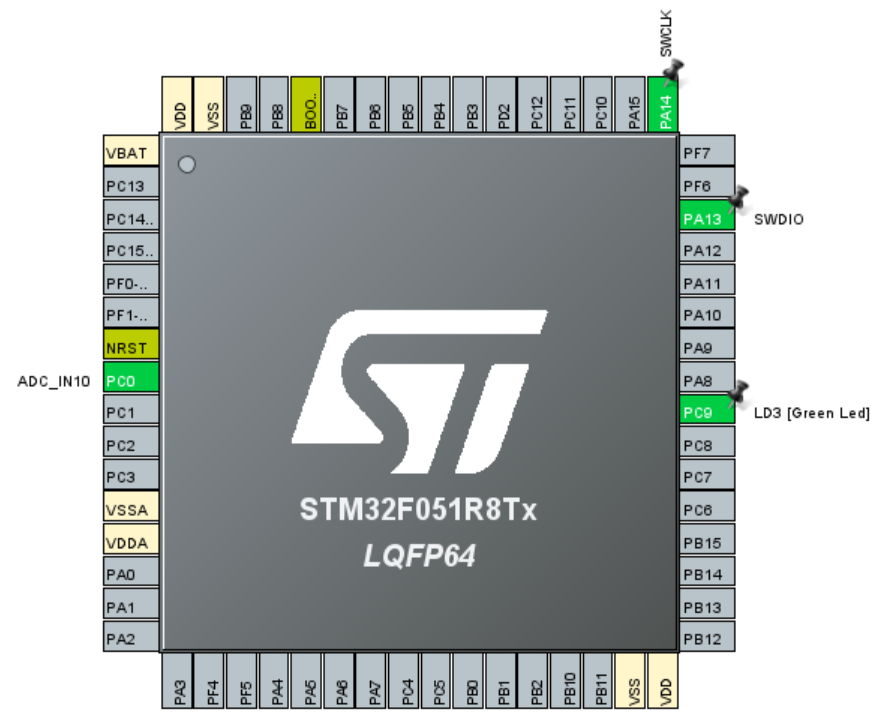 SWCLK
VDD
VSS
PB9
PB8
BOO..
PB7
PB6
PB5
PB4
PB3
PD2
PC12
PC11
PC10
PA15
PA14
VBAT
PC13
PC14..
PC15..
PF0-..
PF1-..
NRST
ADC_IN10 PC0
PC1
PC2
PC3
VSSA
VDDA
PA0
PA1
PA2
ST
STM32F051R8Tx
LQFP64
PF7
PF6
PA13 SWDIO
PA12
PA11
PA10
PA9
PA8
PC9 LD3 [Green Led]
PC8
PC7
PC6
PB15
PB14
PB13
PB12
PA3
PF4
PF5
PA4
PA5
PA6
PA7
PC4
PC5
PB0
PB1
PB2
PB10
PB11
VSS
VDD